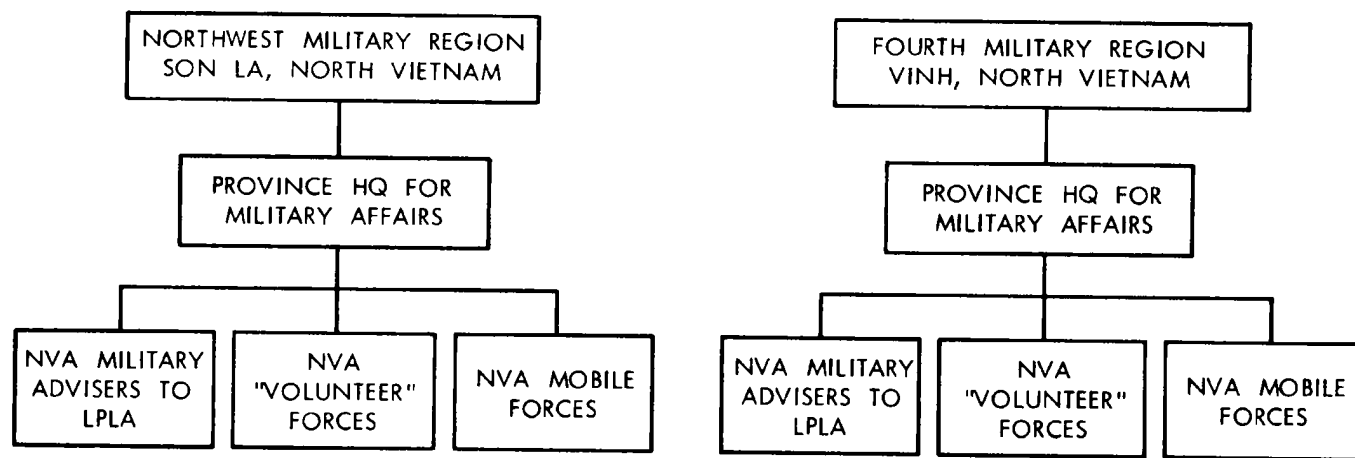 NORTHWEST MILITARY REGION
SON LA, NORTH VIETNAM
PROVINCE HQ FOR
MILITARY AFFAIRS
NVA MILITARY
ADVISERS TO
LPLA
NVA
"VOLUNTEER"
FORCES
NVA MOBILE
FORCES
FOURTH MILITARY REGION
VINH, NORTH VIETNAM
PROVINCE HQ FOR
MILITARY AFFAIRS
NVA MILITARY
ADVISERS TO
LPLA
NVA
"VOLUNTEER"
FORCES
NVA MOBILE
FORCES